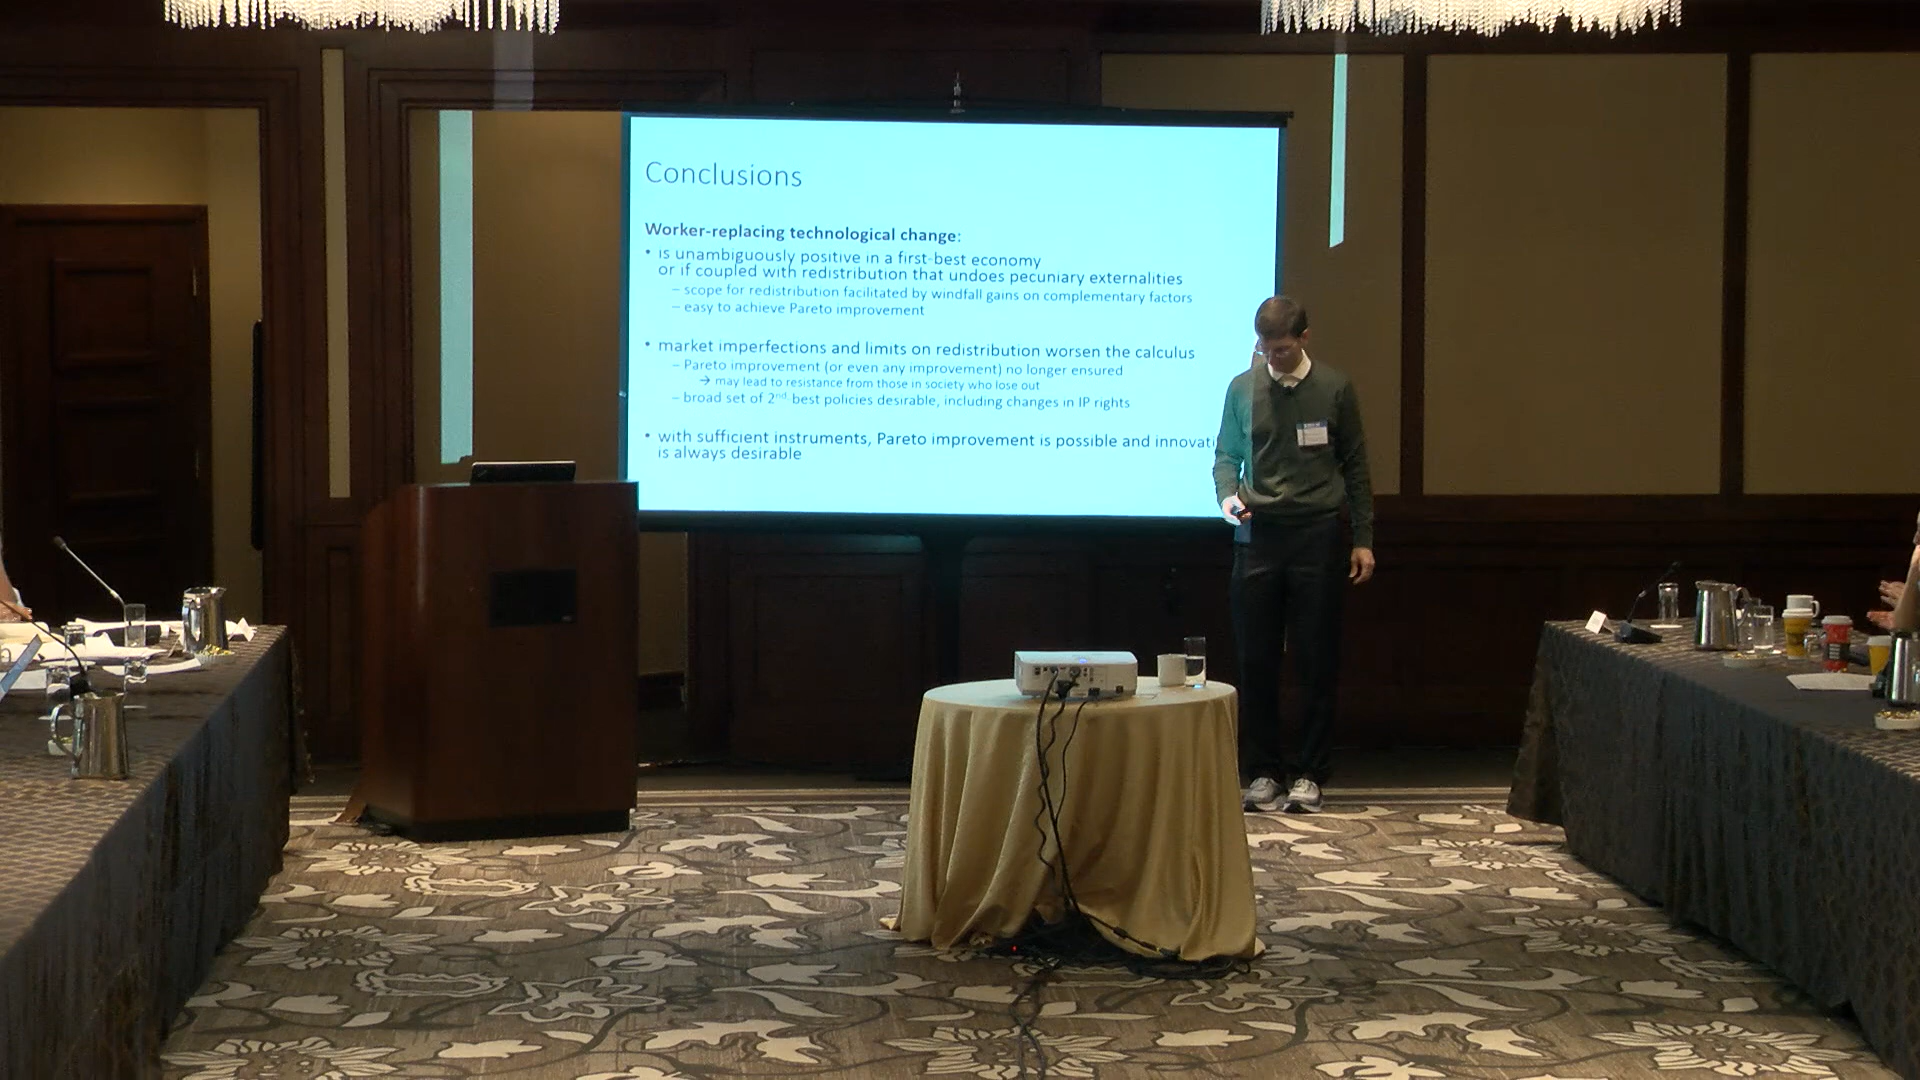 Conclusions
Worker-replacing technological change:
• is unambiguously positive in a first-best economy
or if coupled with redistribution that undoes pecuniary externalities
– scope for redistribution facilitated by windfall gains on complementary factors
– easy to achieve Pareto improvement
• market imperfections and limits on redistribution worsen the calculus
– Pareto improvement (or even any improvement) no longer ensured
→ may lead to resistance from those in society who lose out
– broad set of 2nd best policies desirable, including changes in IP rights
• with sufficient instruments, Pareto improvement is possible and innovati
is always desirable